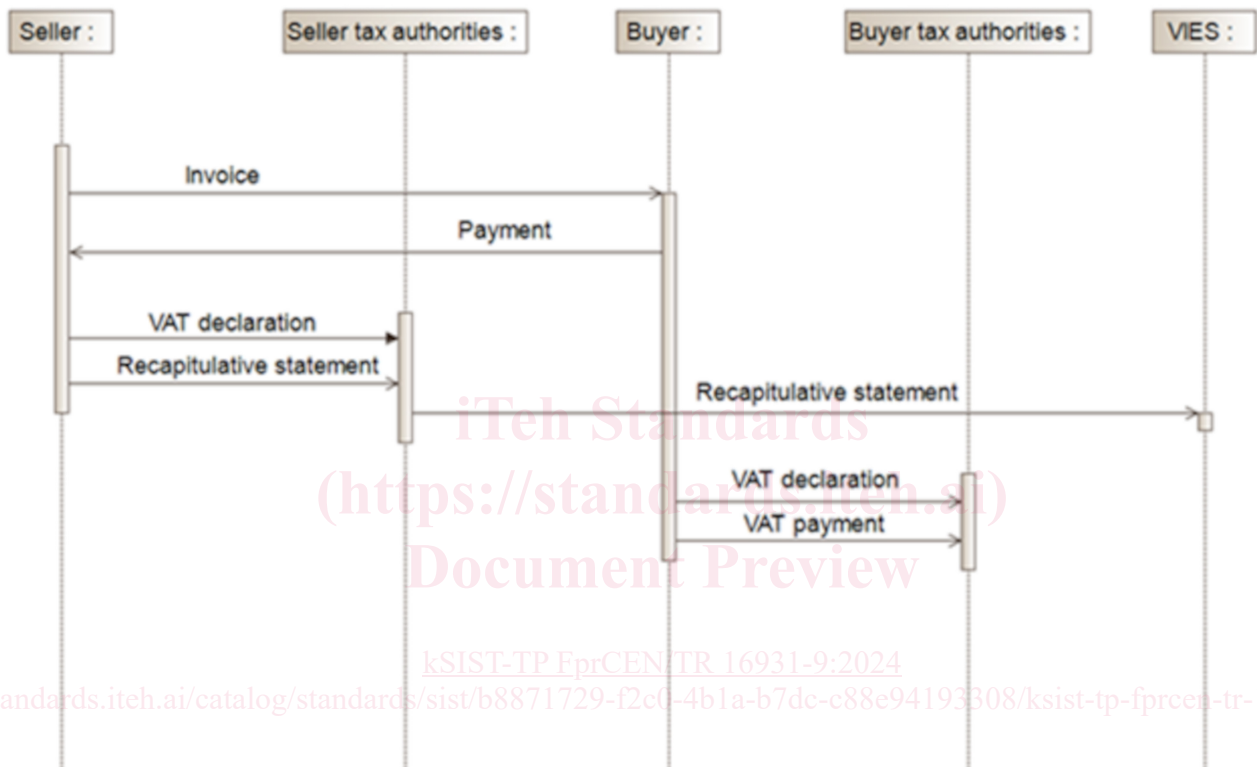 Seller :
Seller tax authorities :
Buyer :
Buyer tax authorities :
VIES :
Invoice
Payment
VAT declaration
Recapitulative statement
Recapitulative statement
iTeh Standards
(https://standards.iteh.ai)
VAT declaration
VAT payment
Document Preview
kSIST-TP FprCEN/TR 16931-9:2024
andards.iteh.ai/catalog/standards/sist/b8871729-f2c0-4b1a-b7dc-c88e94193308/ksist-tp-fprcen-tr-